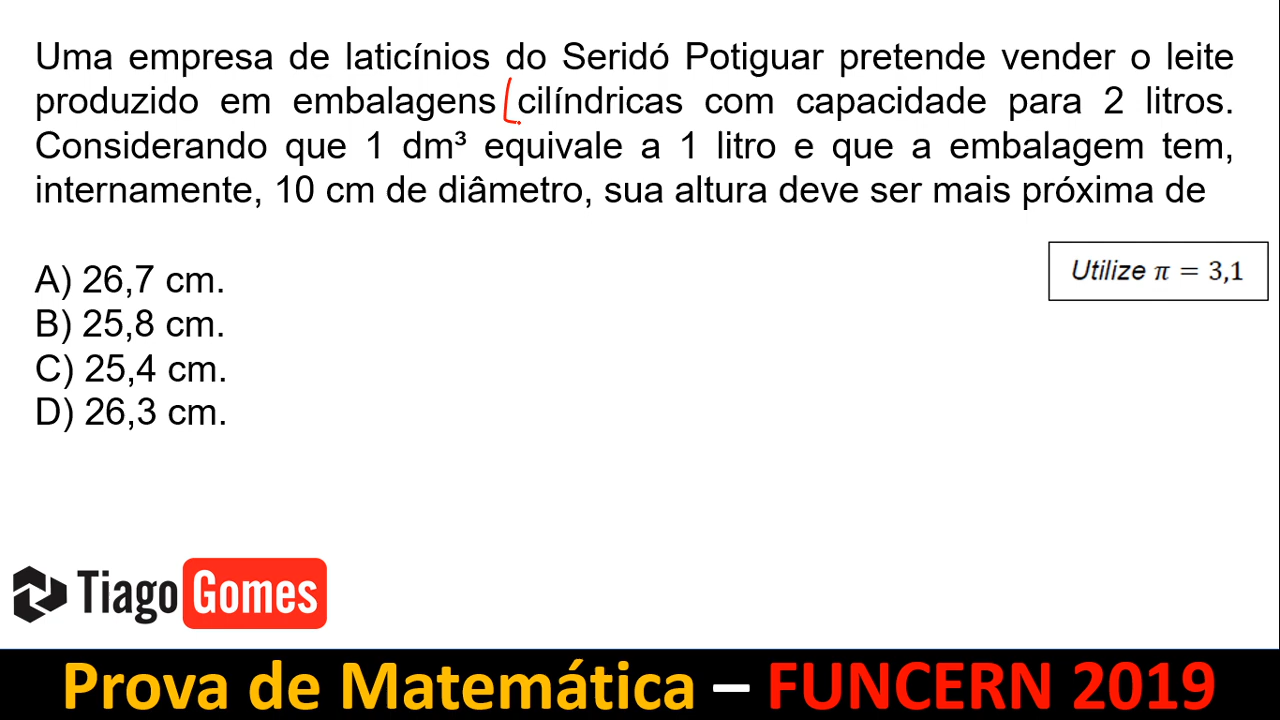 Uma empresa de laticínios do Seridó Potiguar pretende vender o leite
produzido em embalagens cilíndricas com capacidade para 2 litros.
Considerando que 1 dm³ equivale a 1 litro e que a embalagem tem,
internamente, 10 cm de diâmetro, sua altura deve ser mais próxima de
Utilize π = 3,1
A) 26,7 cm.
B) 25,8 cm.
C) 25,4 cm.
D) 26,3 cm.
Tiago Gomes
Prova de Matemática – FUNCERN 2019